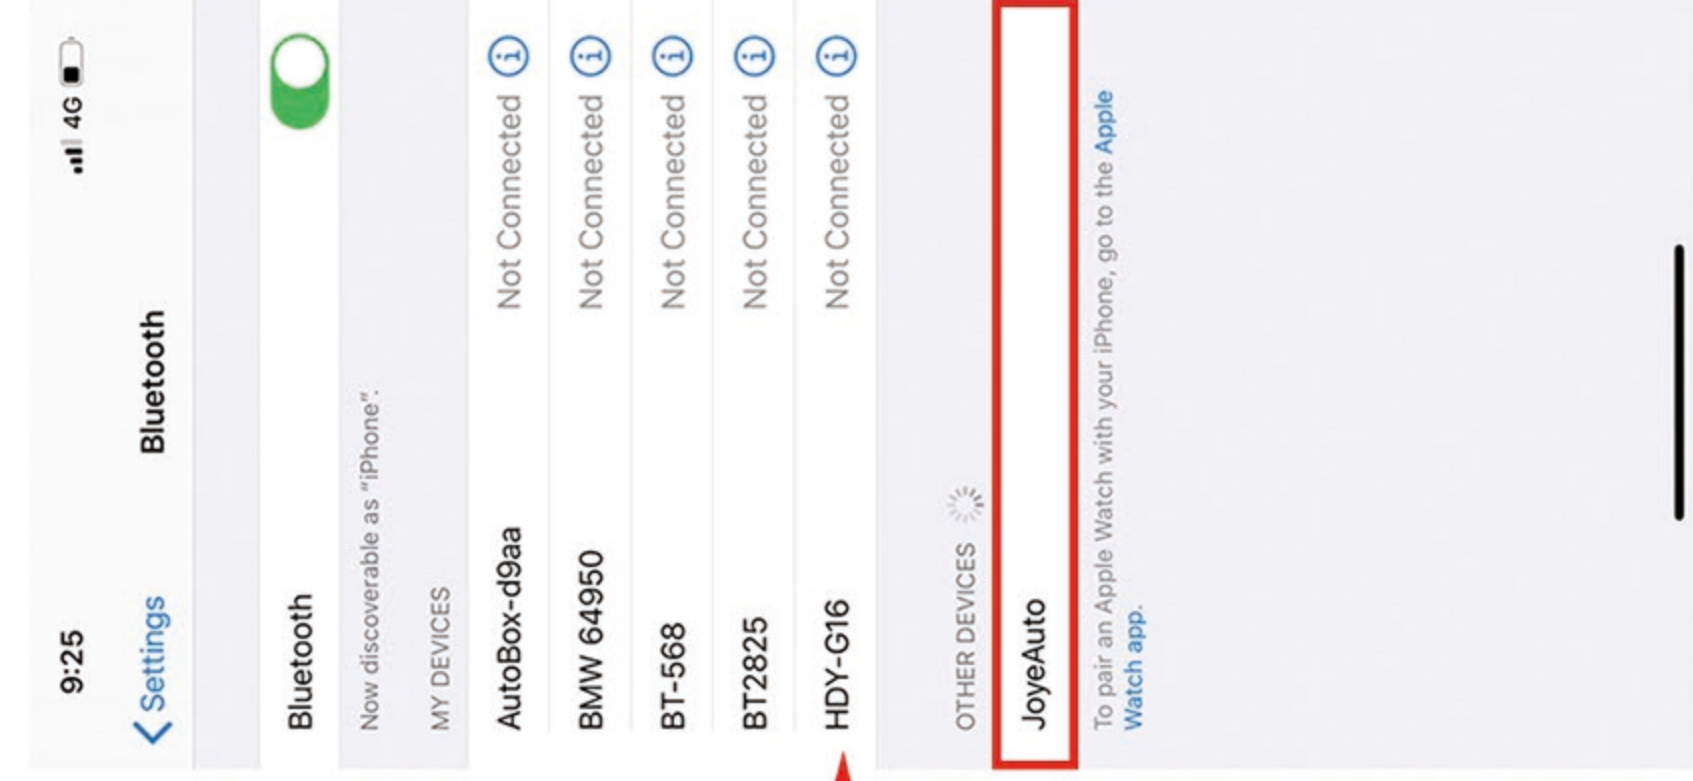 9:25
4G
Settings
Bluetooth
Bluetooth
Now discoverable as “iPhone”.
MY DEVICES
AutoBox-d9aa Not Connected
BMW 64950 Not Connected
BT-568 Not Connected
BT2825 Not Connected
HDY-G16 Not Connected
OTHER DEVICES
JoyeAuto
To pair an Apple Watch with your iPhone, go to the Apple
Watch app.